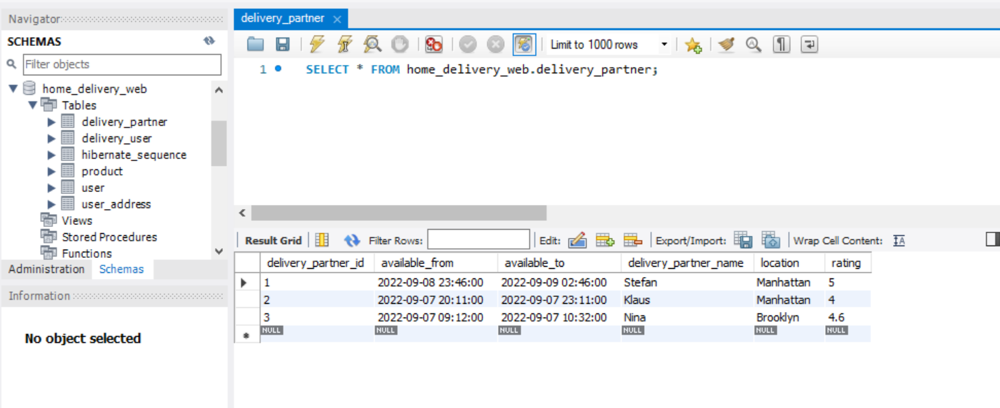 Navigator
SCHEMAS
Filter objects
home_delivery_web
Tables
delivery_partner
delivery_user
hibernate_sequence
product
user
user_address
Views
Stored Procedures
Functions
Administration Schemas
Information
No object selected
delivery_partner
Limit to 1000 rows
1 SELECT * FROM home_delivery_web.delivery_partner;
Result Grid Filter Rows: Edit: Export/Import: Wrap Cell Content: IA
delivery_partner_id available_from available_to delivery_partner_name location rating
1 2022-09-08 23:46:00 2022-09-09 02:46:00 Stefan Manhattan 5
2 2022-09-07 20:11:00 2022-09-07 23:11:00 Klaus Manhattan 4
3 2022-09-07 09:12:00 2022-09-07 10:32:00 Nina Brooklyn 4.6
NULL NULL NULL NULL NULL NULL